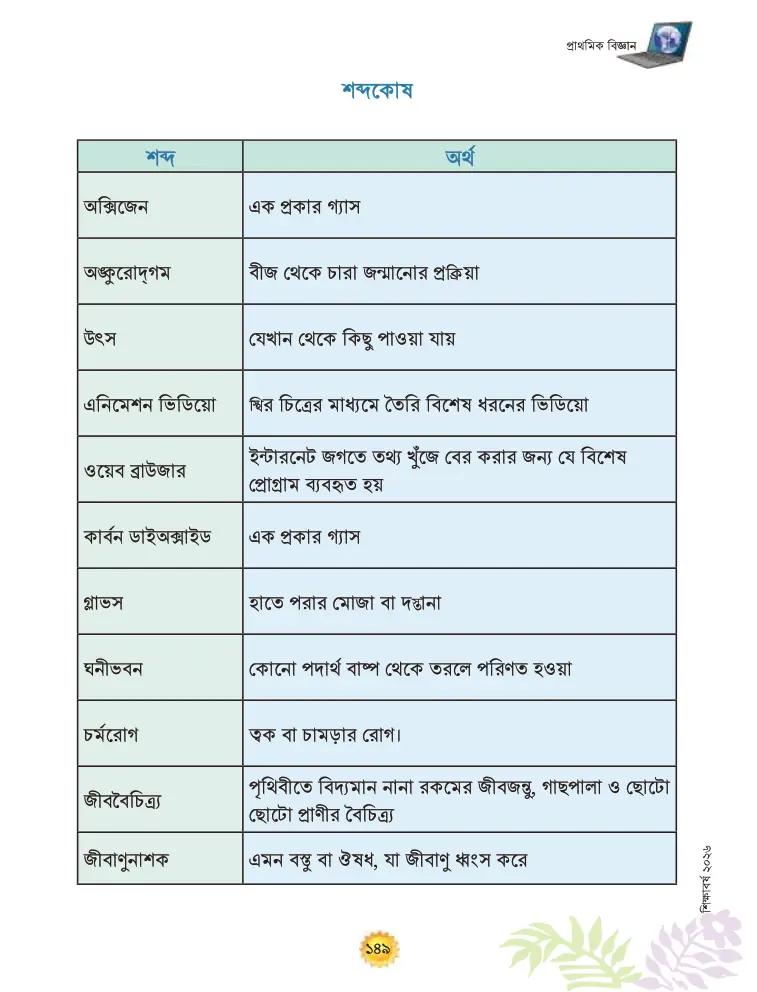 প্রাথমিক বিজ্ঞান
শব্দকোষ
শব্দ অর্থ
অক্সিজেন এক প্রকার গ্যাস
অঙ্কুরোদ্‌গম বীজ থেকে চারা জন্মানোর প্রক্রিয়া
উৎস যেখান থেকে কিছু পাওয়া যায়
এনিমেশন ভিডিয়ো স্থির চিত্রের মাধ্যমে তৈরি বিশেষ ধরনের ভিডিয়ো
ওয়েব ব্রাউজার ইন্টারনেট জগতে তথ্য খুঁজে বের করার জন্য যে বিশেষ
প্রোগ্রাম ব্যবহৃত হয়
কার্বন ডাইঅক্সাইড এক প্রকার গ্যাস
গ্লাভস হাতে পরার মোজা বা দস্তানা
ঘনীভবন কোনো পদার্থ বাষ্প থেকে তরলে পরিণত হওয়া
চর্মরোগ ত্বক বা চামড়ার রোগ।
জীববৈচিত্র্য পৃথিবীতে বিদ্যমান নানা রকমের জীবজন্তু, গাছপালা ও ছোটো
ছোটো প্রাণীর বৈচিত্র্য
জীবাণুনাশক এমন বস্তু বা ঔষধ, যা জীবাণু ধ্বংস করে
শিক্ষাবর্ষ ২০২৬
১৪৯